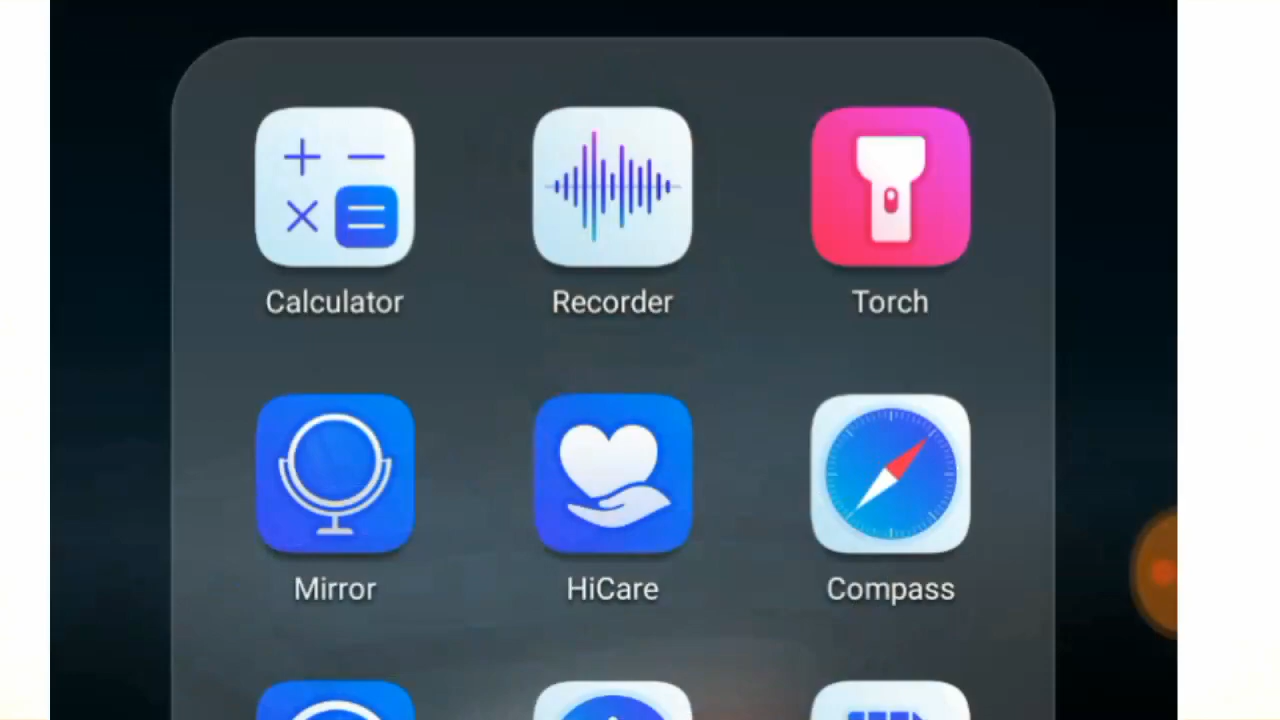 Calculator
Recorder
Torch
Mirror
HiCare
Compass